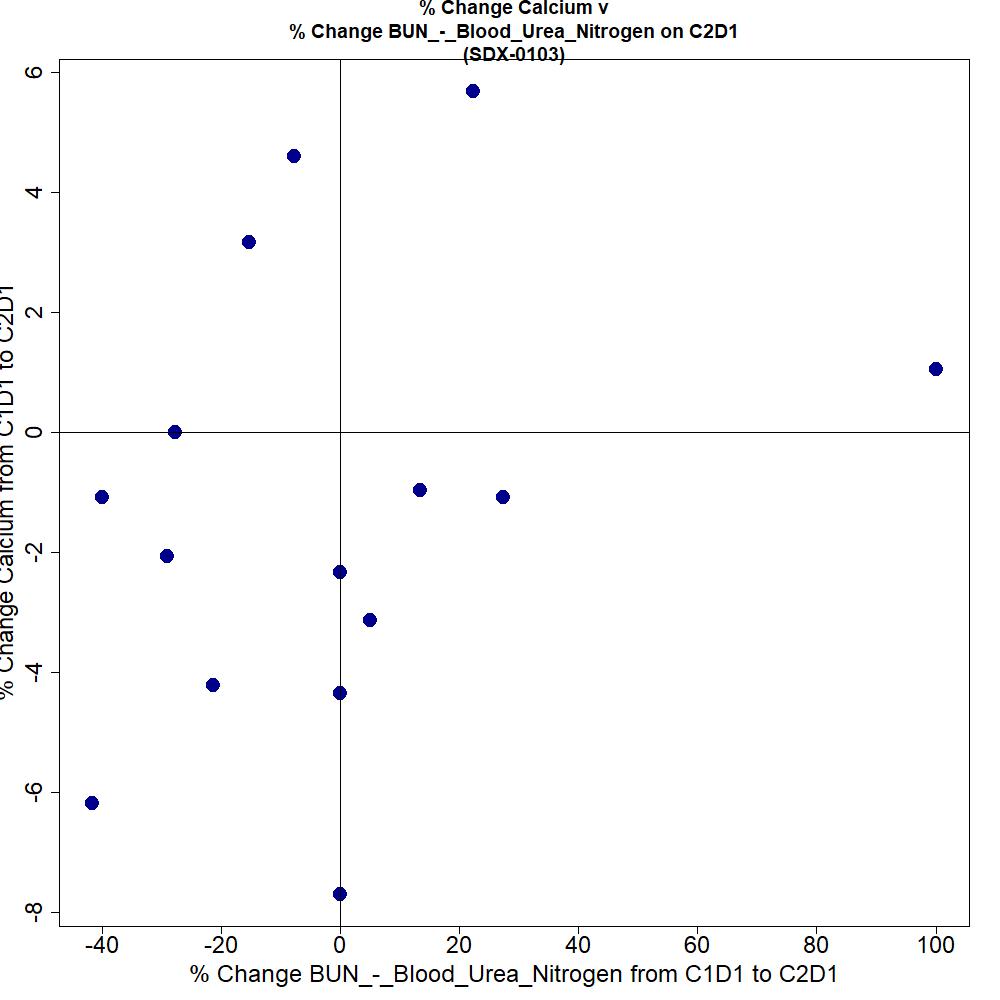 % Change Calcium v
% Change BUN_-_Blood_Urea_Nitrogen on C2D1
(SDX-0103)
% Change Calcium from C1D1 to C2D1
6
4
2
0
-2
-4
-6
-8
-40 -20 0 20 40 60 80 100
% Change BUN_-_Blood_Urea_Nitrogen from C1D1 to C2D1